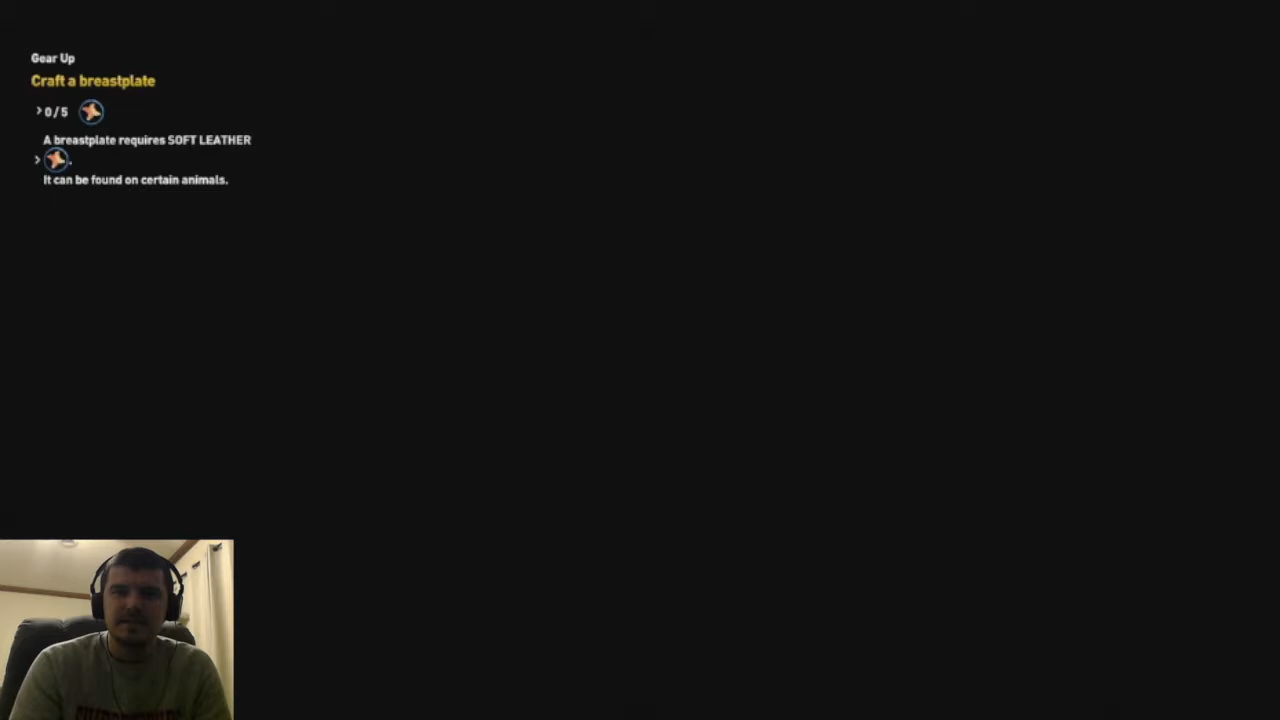 Gear Up
Craft a breastplate
> 0/5
A breastplate requires SOFT LEATHER
> .
It can be found on certain animals.